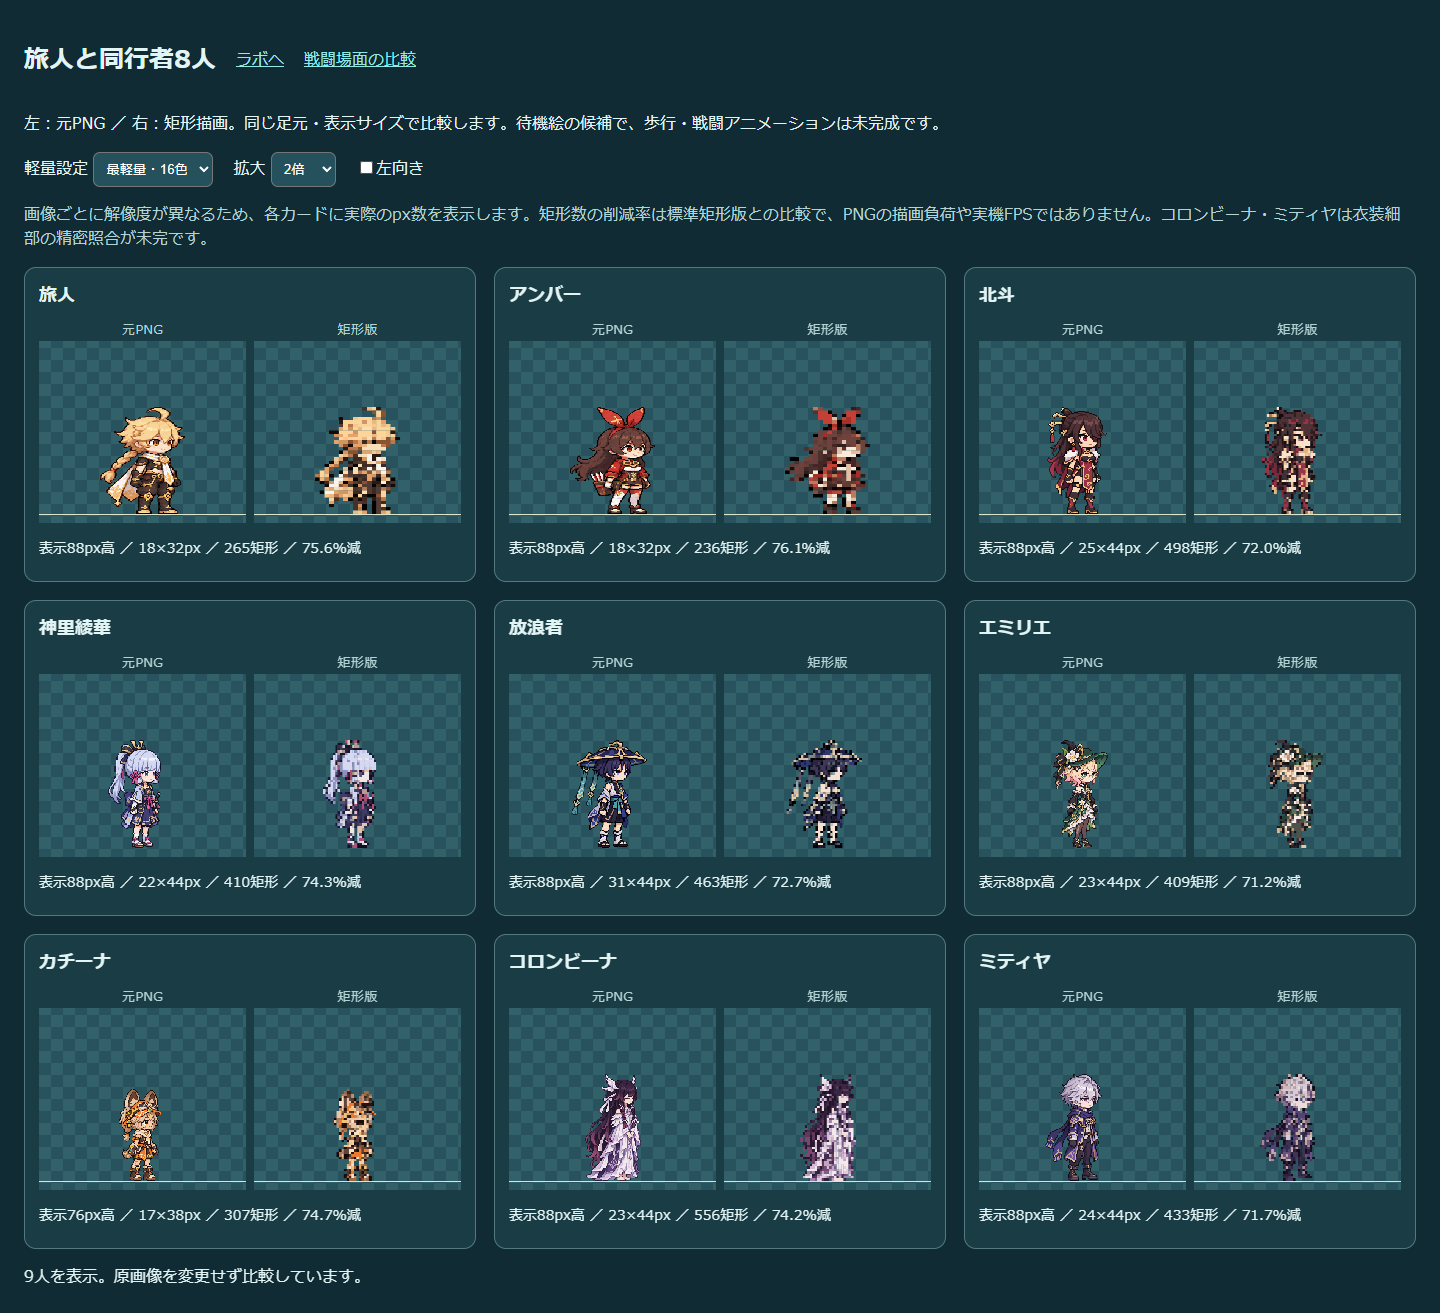 旅人と同行者8人 ラボへ 戦闘場面の比較
左：元PNG ／ 右：矩形描画。同じ足元・表示サイズで比較します。待機絵の候補で、歩行・戦闘アニメーションは未完成です。
軽量設定 最軽量・16色 拡大 2倍 左向き
画像ごとに解像度が異なるため、各カードに実際のpx数を表示します。矩形数の削減率は標準矩形版との比較で、PNGの描画負荷や実機FPSではありません。コロンビーナ・ミティヤは衣装細
部の精密照合が未完です。
旅人
元PNG 矩形版
表示88px高 ／ 18×32px ／ 265矩形 ／ 75.6%減
アンバー
元PNG 矩形版
表示88px高 ／ 18×32px ／ 236矩形 ／ 76.1%減
北斗
元PNG 矩形版
表示88px高 ／ 25×44px ／ 498矩形 ／ 72.0%減
神里綾華
元PNG 矩形版
表示88px高 ／ 22×44px ／ 410矩形 ／ 74.3%減
放浪者
元PNG 矩形版
表示88px高 ／ 31×44px ／ 463矩形 ／ 72.7%減
エミリエ
元PNG 矩形版
表示88px高 ／ 23×44px ／ 409矩形 ／ 71.2%減
カチーナ
元PNG 矩形版
表示76px高 ／ 17×38px ／ 307矩形 ／ 74.7%減
コロンビーナ
元PNG 矩形版
表示88px高 ／ 23×44px ／ 556矩形 ／ 74.2%減
ミティヤ
元PNG 矩形版
表示88px高 ／ 24×44px ／ 433矩形 ／ 71.7%減
9人を表示。原画像を変更せず比較しています。